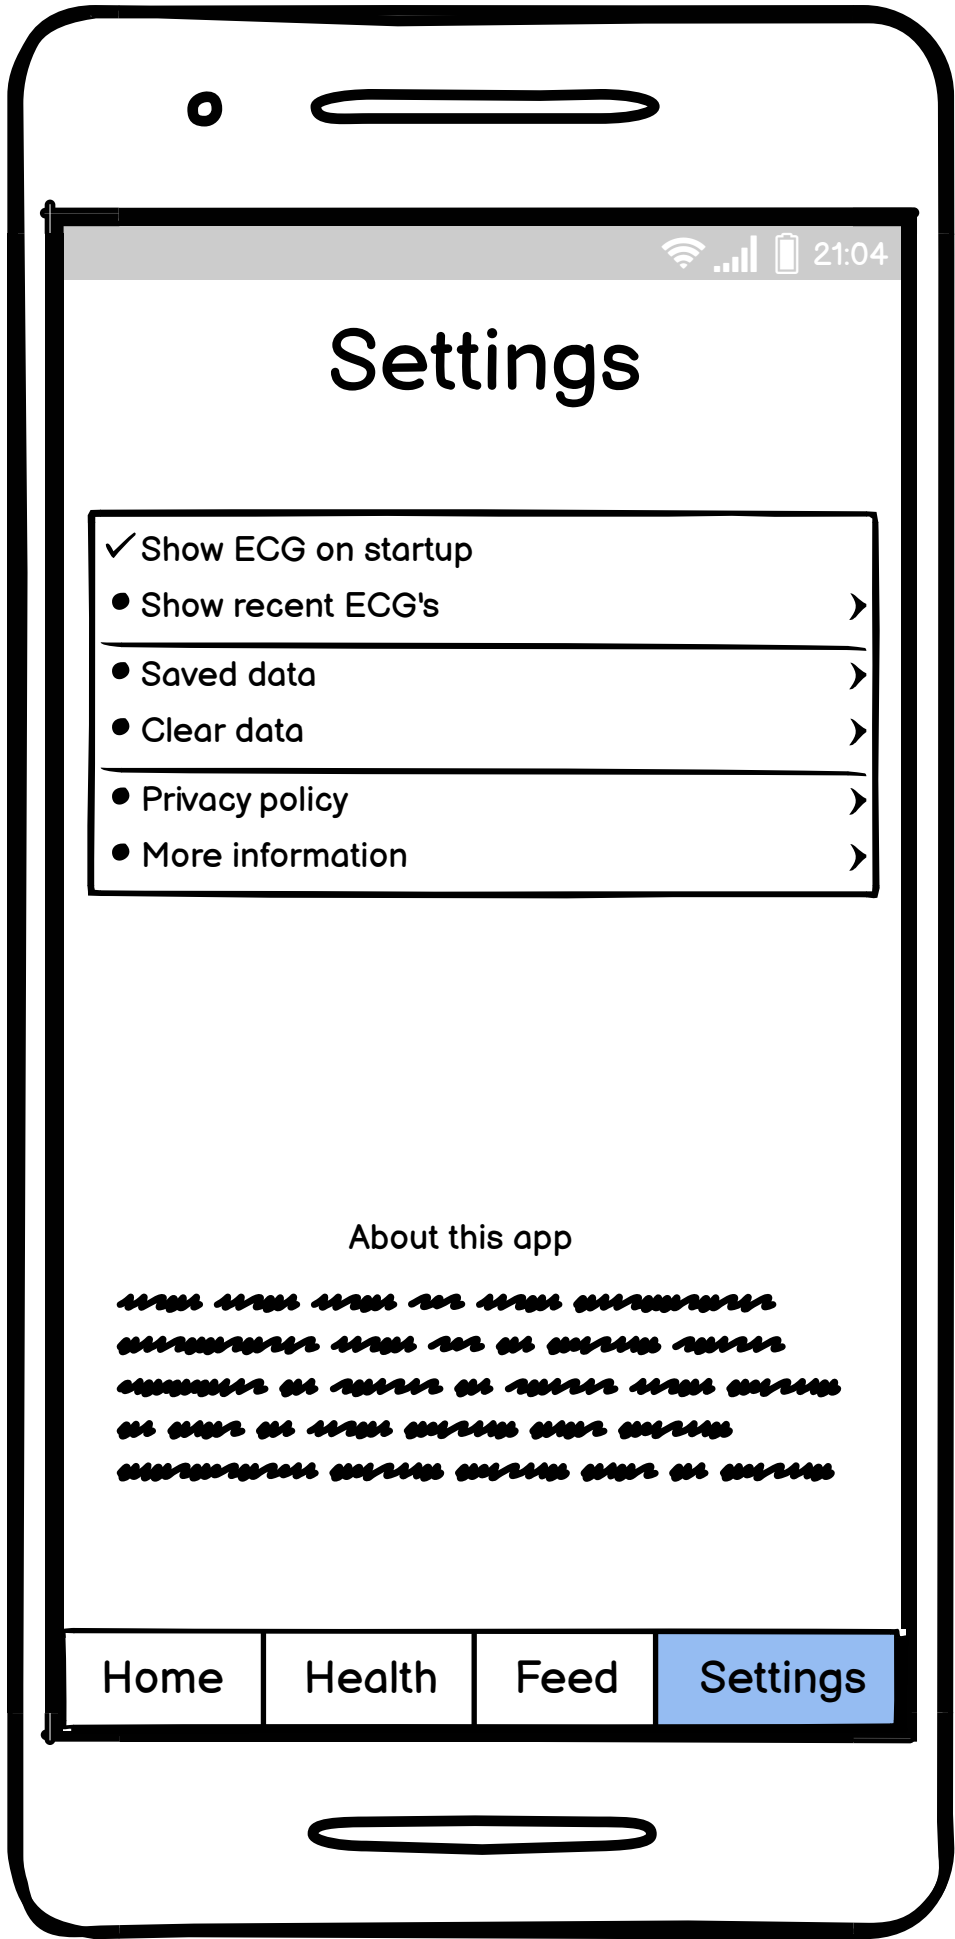 21:04
Settings
Show ECG on startup
Show recent ECG's
Saved data
Clear data
Privacy policy
More information
About this app
Home Health Feed Settings